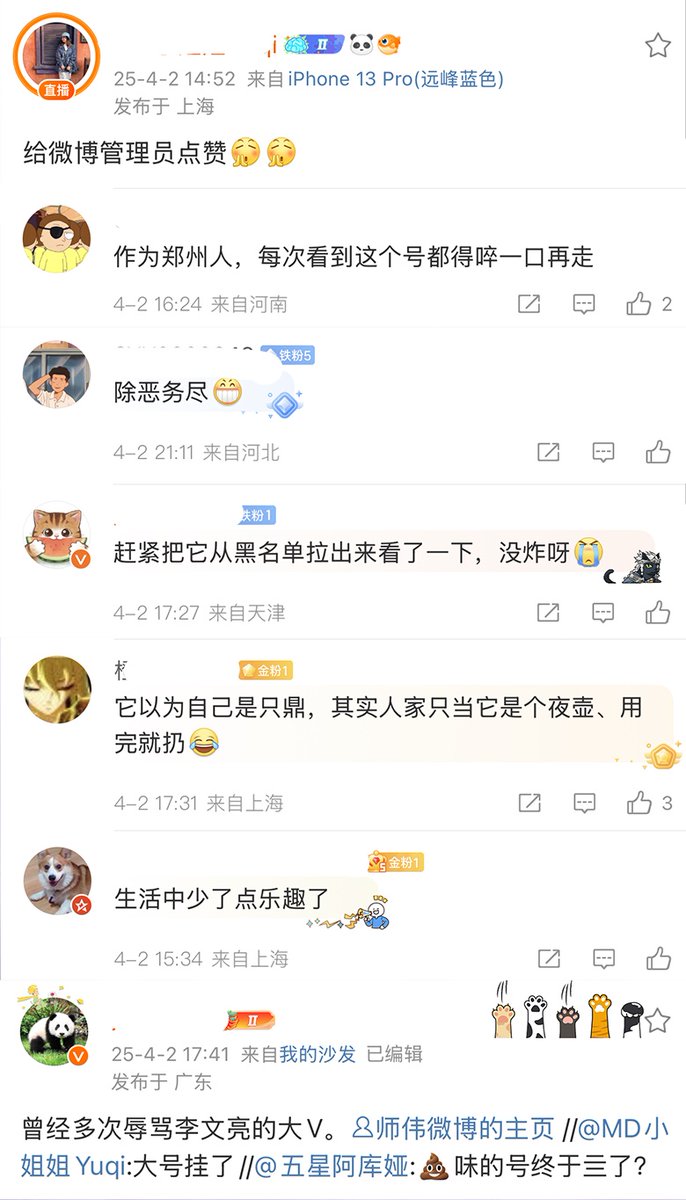 II
25-4-2 14:52 来自iPhone 13 Pro(远峰蓝色)
直播
发布于 上海
给微博管理员点赞
作为郑州人，每次看到这个号都得啐一口再走
4-2 16:24 来自河南
2
铁粉5
除恶务尽
4-2 21:11 来自河北
铁粉1
赶紧把它从黑名单拉出来看了一下，没炸呀
4-2 17:27 来自天津
金粉1
它以为自己是只鼎，其实人家只当它是个夜壶、用
完就扔
4-2 17:31 来自上海
3
金粉1
生活中少了点乐趣了
4-2 15:34 来自上海
II
25-4-2 17:41 来自我的沙发 已编辑
发布于 广东
曾经多次辱骂李文亮的大V。师伟微博的主页 //@MD小
姐姐Yuqi:大号挂了//@五星阿库娅:💩味的号终于亖了?